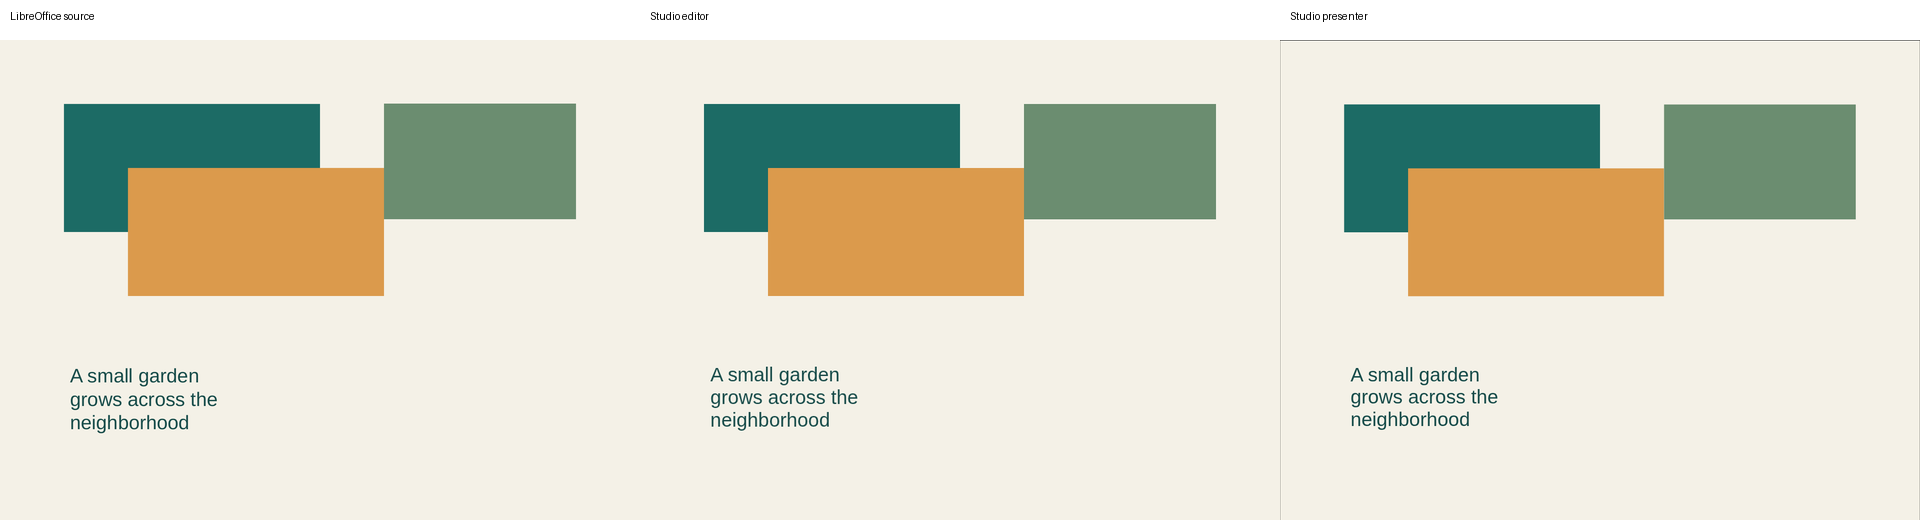 LibreOffice source
Studio editor
Studio presenter
A small garden
grows across the
neighborhood
A small garden
grows across the
neighborhood
A small garden
grows across the
neighborhood